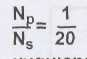 Np/Ns = 1/20